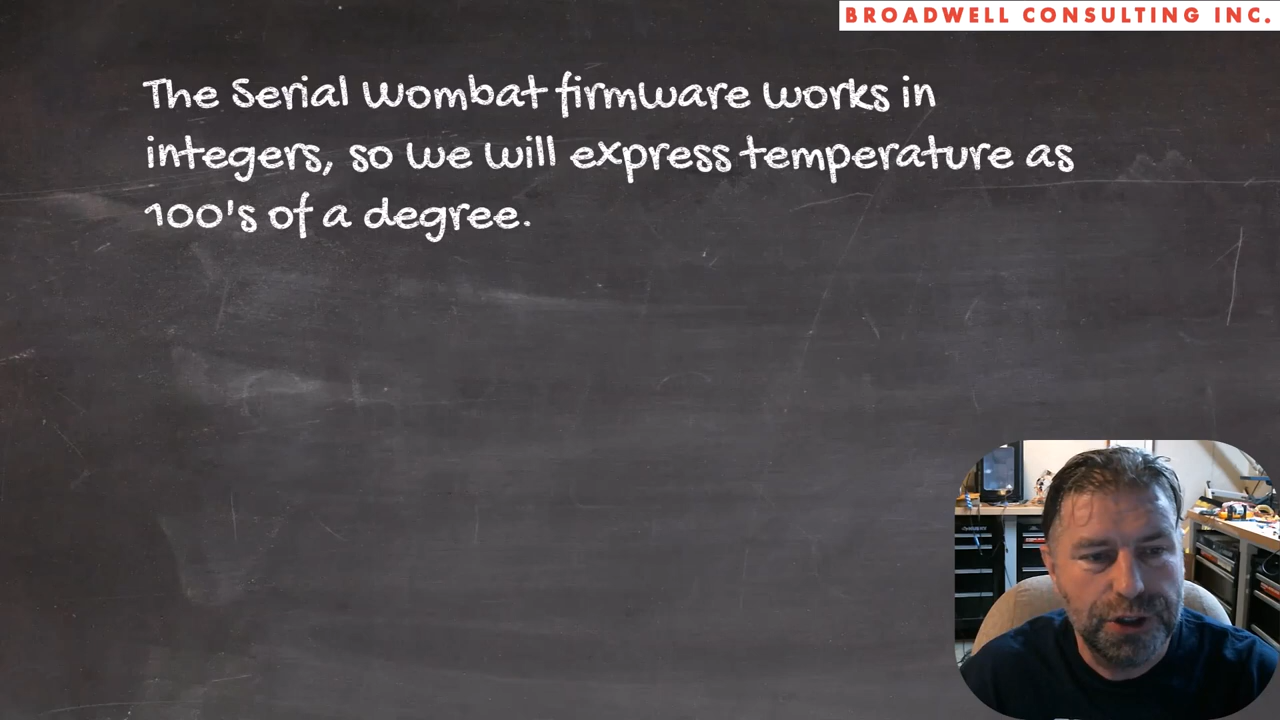 BROADWELL CONSULTING INC.
The Serial Wombat firmware works in
integers, so we will express temperature as
100's of a degree.